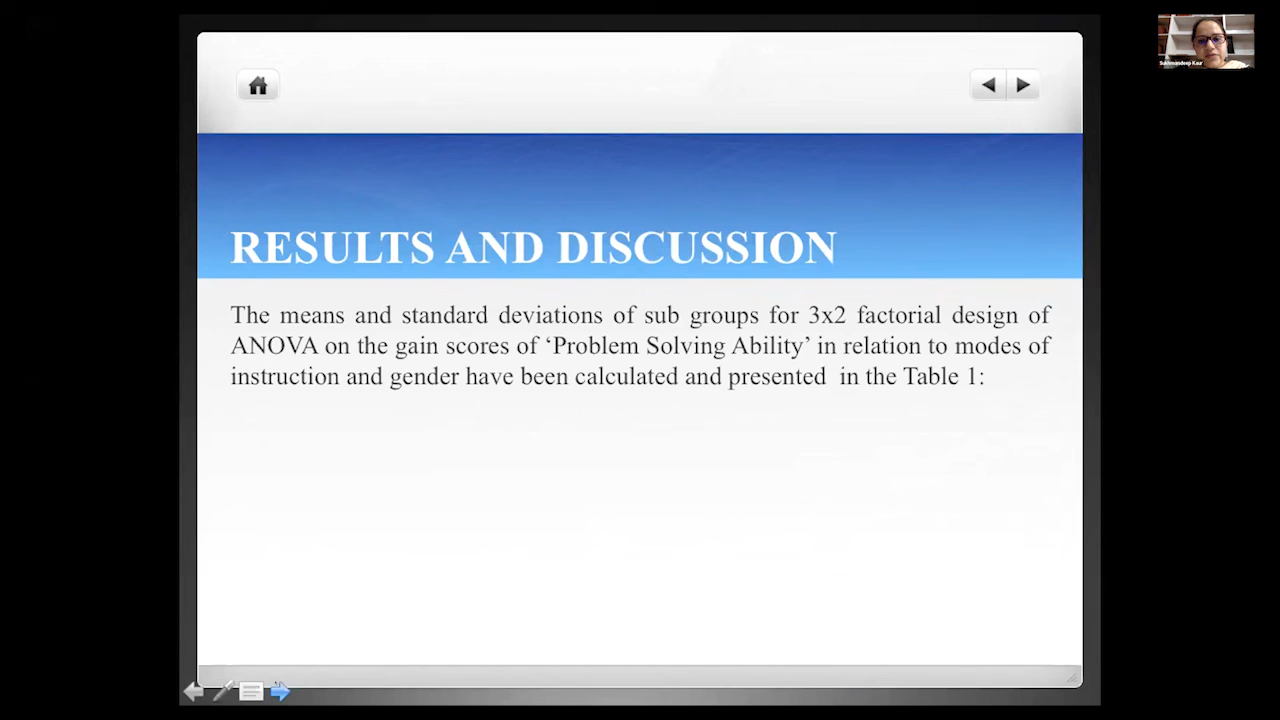 Sukhmandeep Kaur
RESULTS AND DISCUSSION
The means and standard deviations of sub groups for 3x2 factorial design of
ANOVA on the gain scores of ‘Problem Solving Ability’ in relation to modes of
instruction and gender have been calculated and presented in the Table 1: